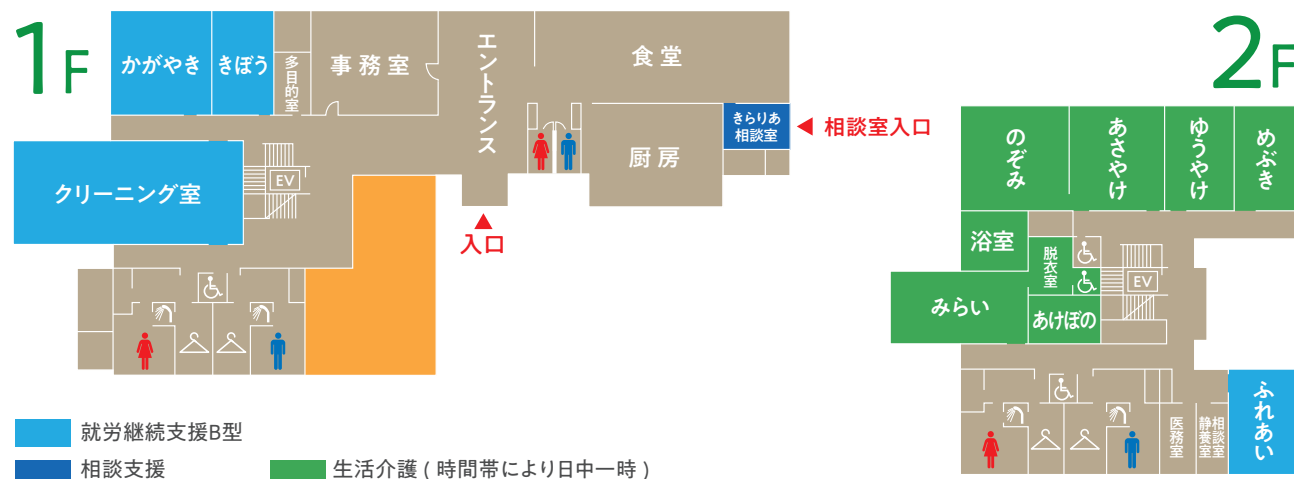 1F
かがやき
きぼう
多目的室
事務室
エントランス
食堂
きらりあ
相談室
相談室入口
厨房
クリーニング室
EV
入口
2F
のぞみ
あさやけ
ゆうやけ
めぶき
浴室
脱衣室
EV
みらい
あけぼの
医務室
静養室
相談室
ふれあい
就労継続支援B型
相談支援
生活介護 ( 時間帯により日中一時 )